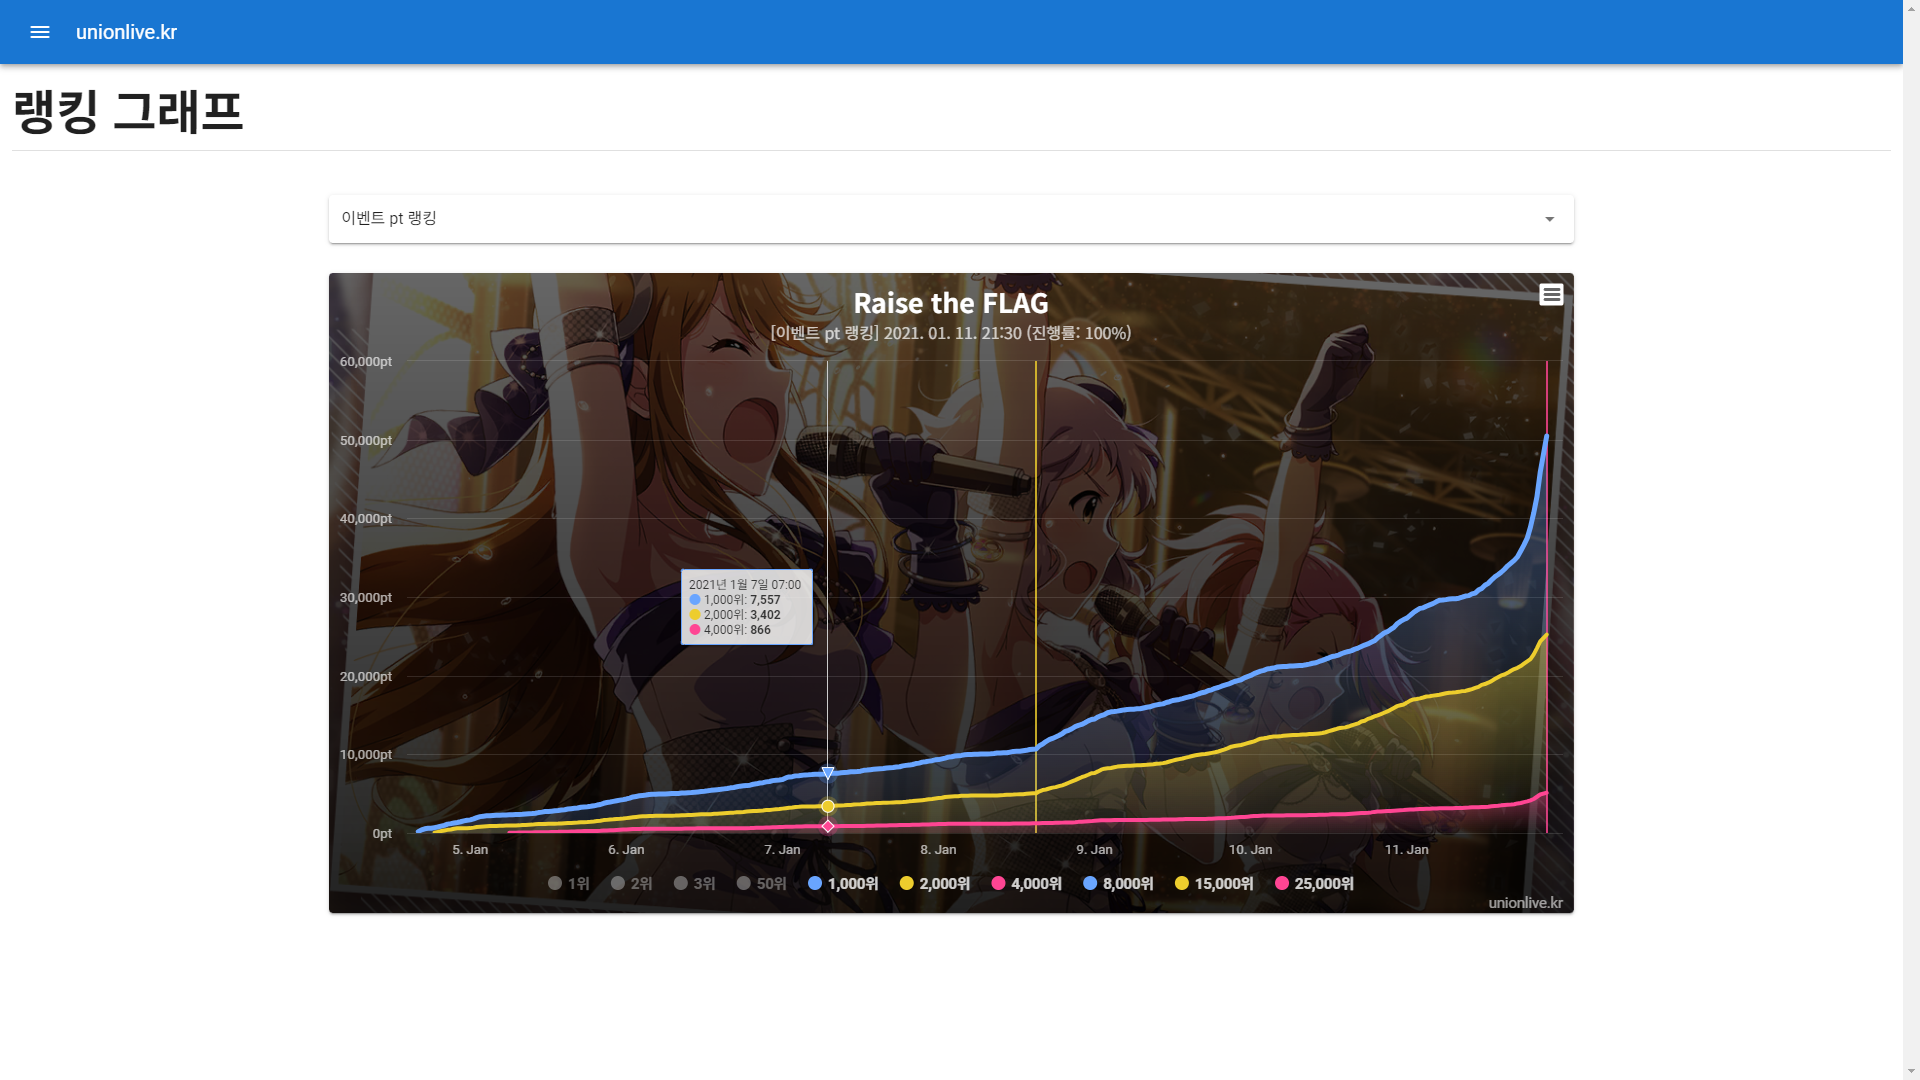 unionlive.kr
랭킹 그래프
이벤트 pt 랭킹
Raise the FLAG
[이벤트 pt 랭킹] 2021. 01. 11. 21:30 (진행률: 100%)
60,000pt
50,000pt
40,000pt
30,000pt
20,000pt
10,000pt
0pt
2021년 1월 7일 07:00
1,000위: 7,557
2,000위: 3,402
4,000위: 866
5. Jan 6. Jan 7. Jan 8. Jan 9. Jan 10. Jan 11. Jan
1위 2위 3위 50위 1,000위 2,000위 4,000위 8,000위 15,000위 25,000위
unionlive.kr